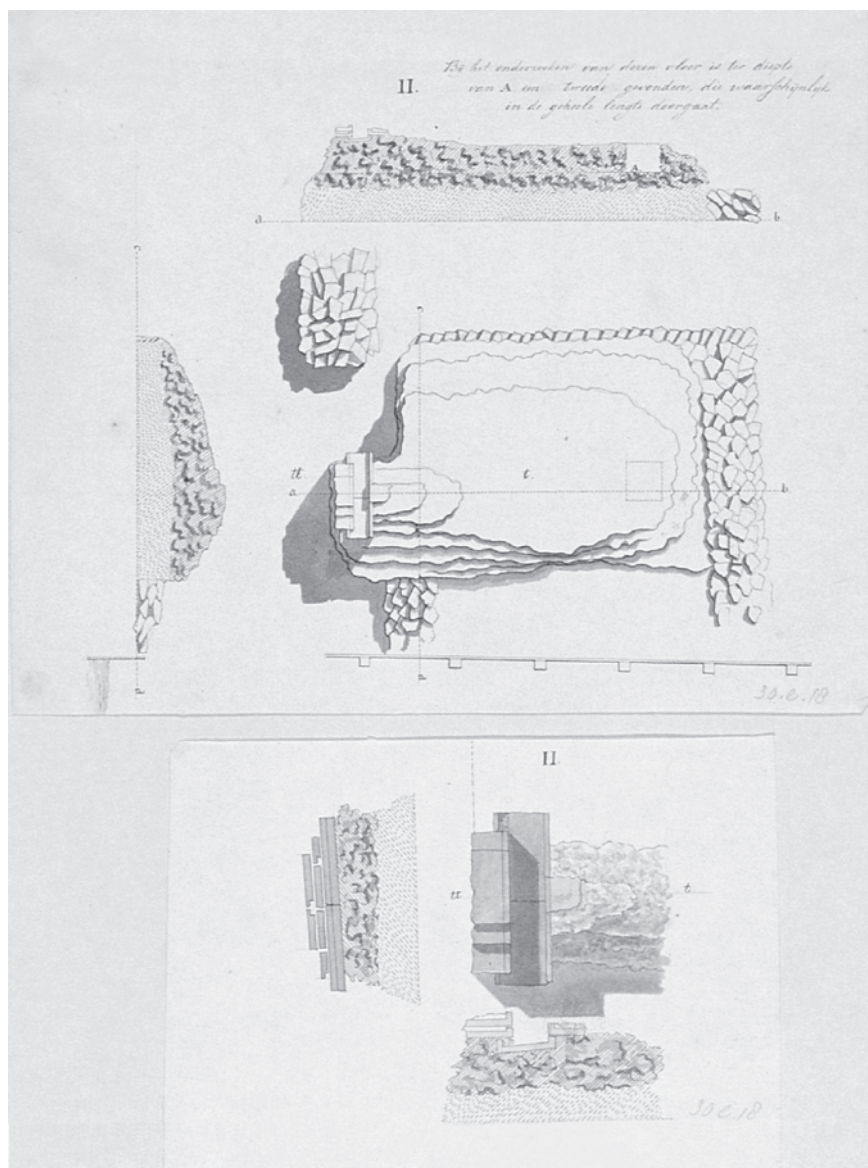 Bij het onderzoeken van dezen vloer is ter diepte
II. van A een tweede gevonden, die waarschijnlijk
in de geheele lengte doorgaat.
A
a. b.
c
c
tt t.
a. b.
d
d
30.e.18
II.
tt t.
30.e.18